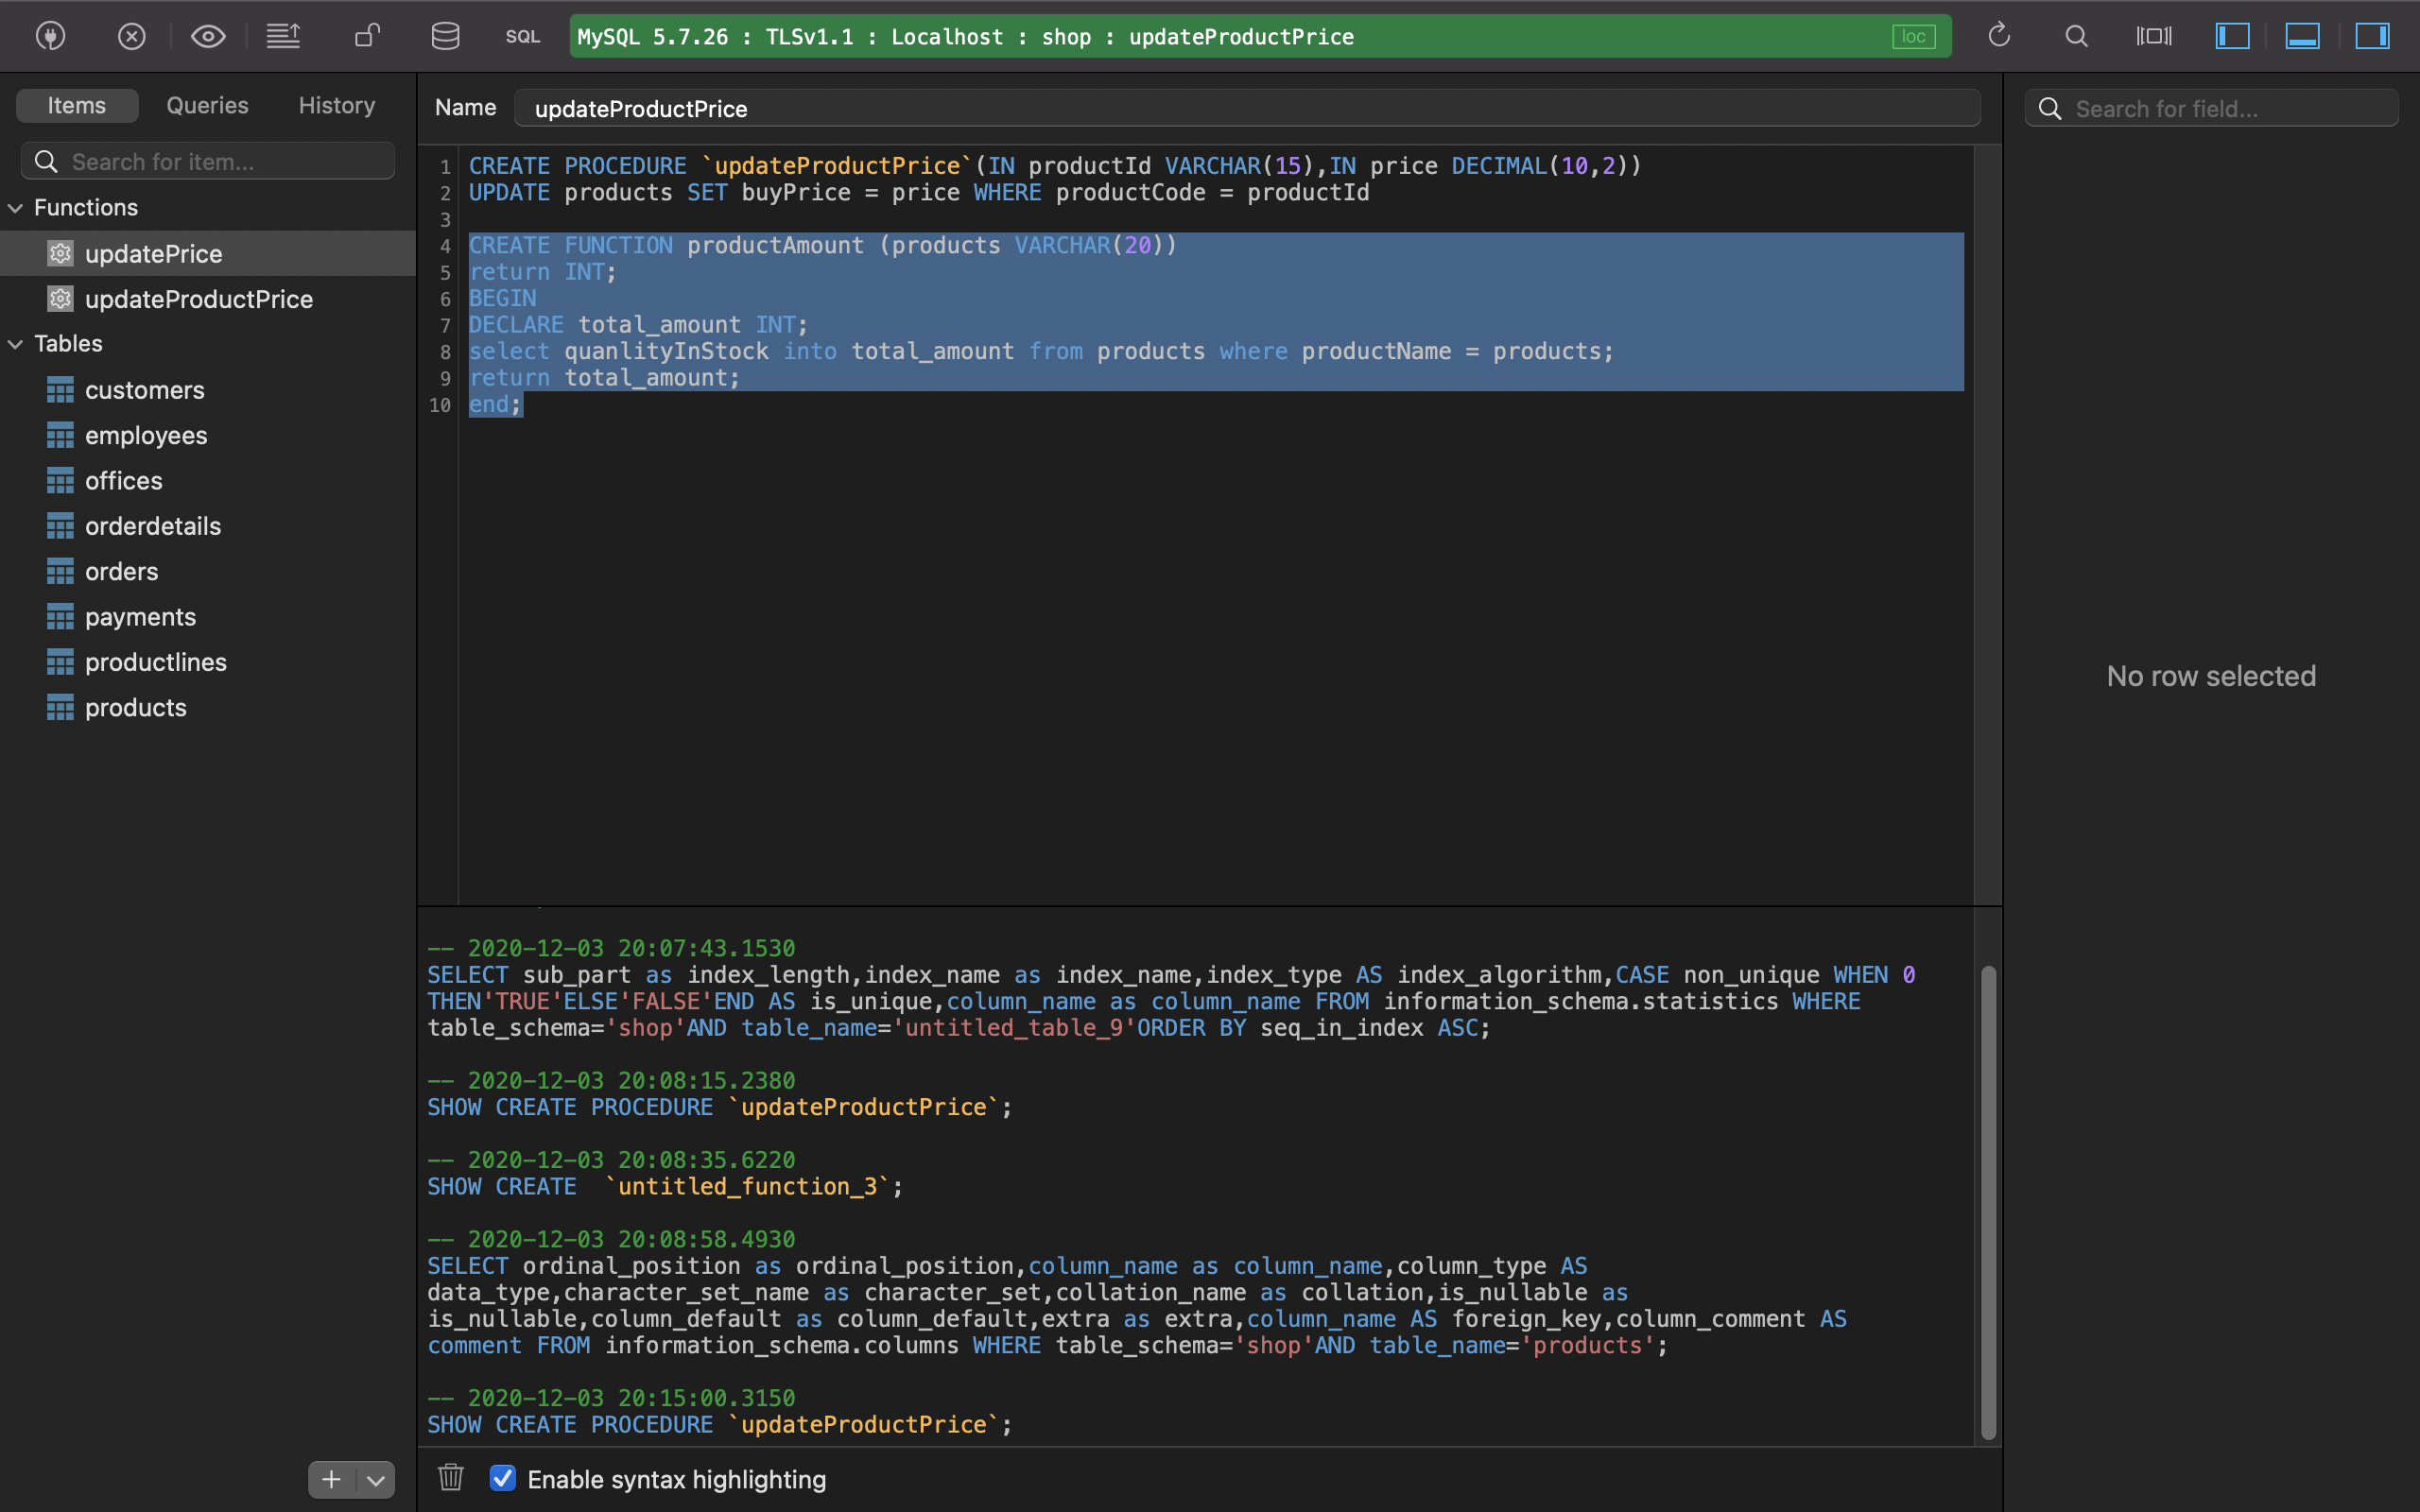 SQL
MySQL 5.7.26 : TLSv1.1 : Localhost : shop : updateProductPrice
loc
Items
Queries
History
Search for item...
Functions
updatePrice
updateProductPrice
Tables
customers
employees
offices
orderdetails
orders
payments
productlines
products
Name
updateProductPrice
1 CREATE PROCEDURE `updateProductPrice`(IN productId VARCHAR(15),IN price DECIMAL(10,2))
2 UPDATE products SET buyPrice = price WHERE productCode = productId
3
4 CREATE FUNCTION productAmount (products VARCHAR(20))
5 return INT;
6 BEGIN
7 DECLARE total_amount INT;
8 select quanlityInStock into total_amount from products where productName = products;
9 return total_amount;
10 end;
-- 2020-12-03 20:07:43.1530
SELECT sub_part as index_length,index_name as index_name,index_type AS index_algorithm,CASE non_unique WHEN 0
THEN'TRUE'ELSE'FALSE'END AS is_unique,column_name as column_name FROM information_schema.statistics WHERE
table_schema='shop'AND table_name='untitled_table_9'ORDER BY seq_in_index ASC;
-- 2020-12-03 20:08:15.2380
SHOW CREATE PROCEDURE `updateProductPrice`;
-- 2020-12-03 20:08:35.6220
SHOW CREATE  `untitled_function_3`;
-- 2020-12-03 20:08:58.4930
SELECT ordinal_position as ordinal_position,column_name as column_name,column_type AS
data_type,character_set_name as character_set,collation_name as collation,is_nullable as
is_nullable,column_default as column_default,extra as extra,column_name AS foreign_key,column_comment AS
comment FROM information_schema.columns WHERE table_schema='shop'AND table_name='products';
-- 2020-12-03 20:15:00.3150
SHOW CREATE PROCEDURE `updateProductPrice`;
Enable syntax highlighting
Search for field...
No row selected